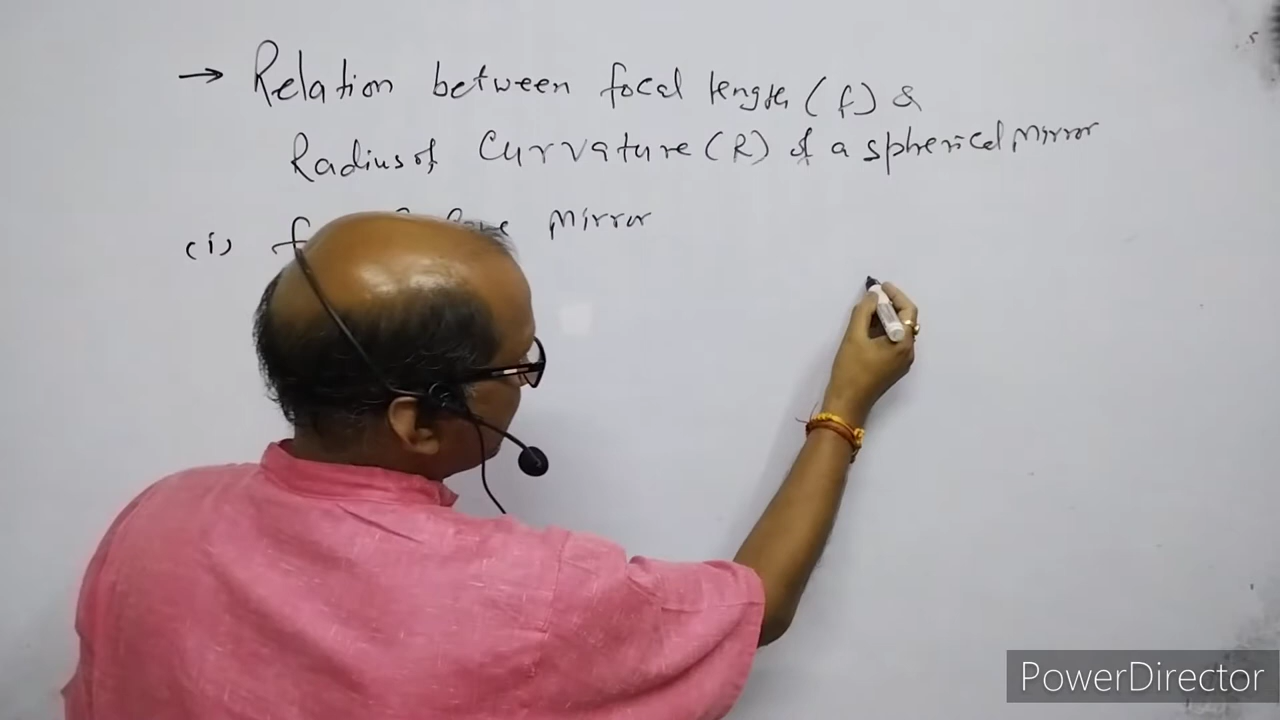 → Relation between focal length (f) &
Radius of Curvature (R) of a spherical Mirror
(i) Mirror
PowerDirector